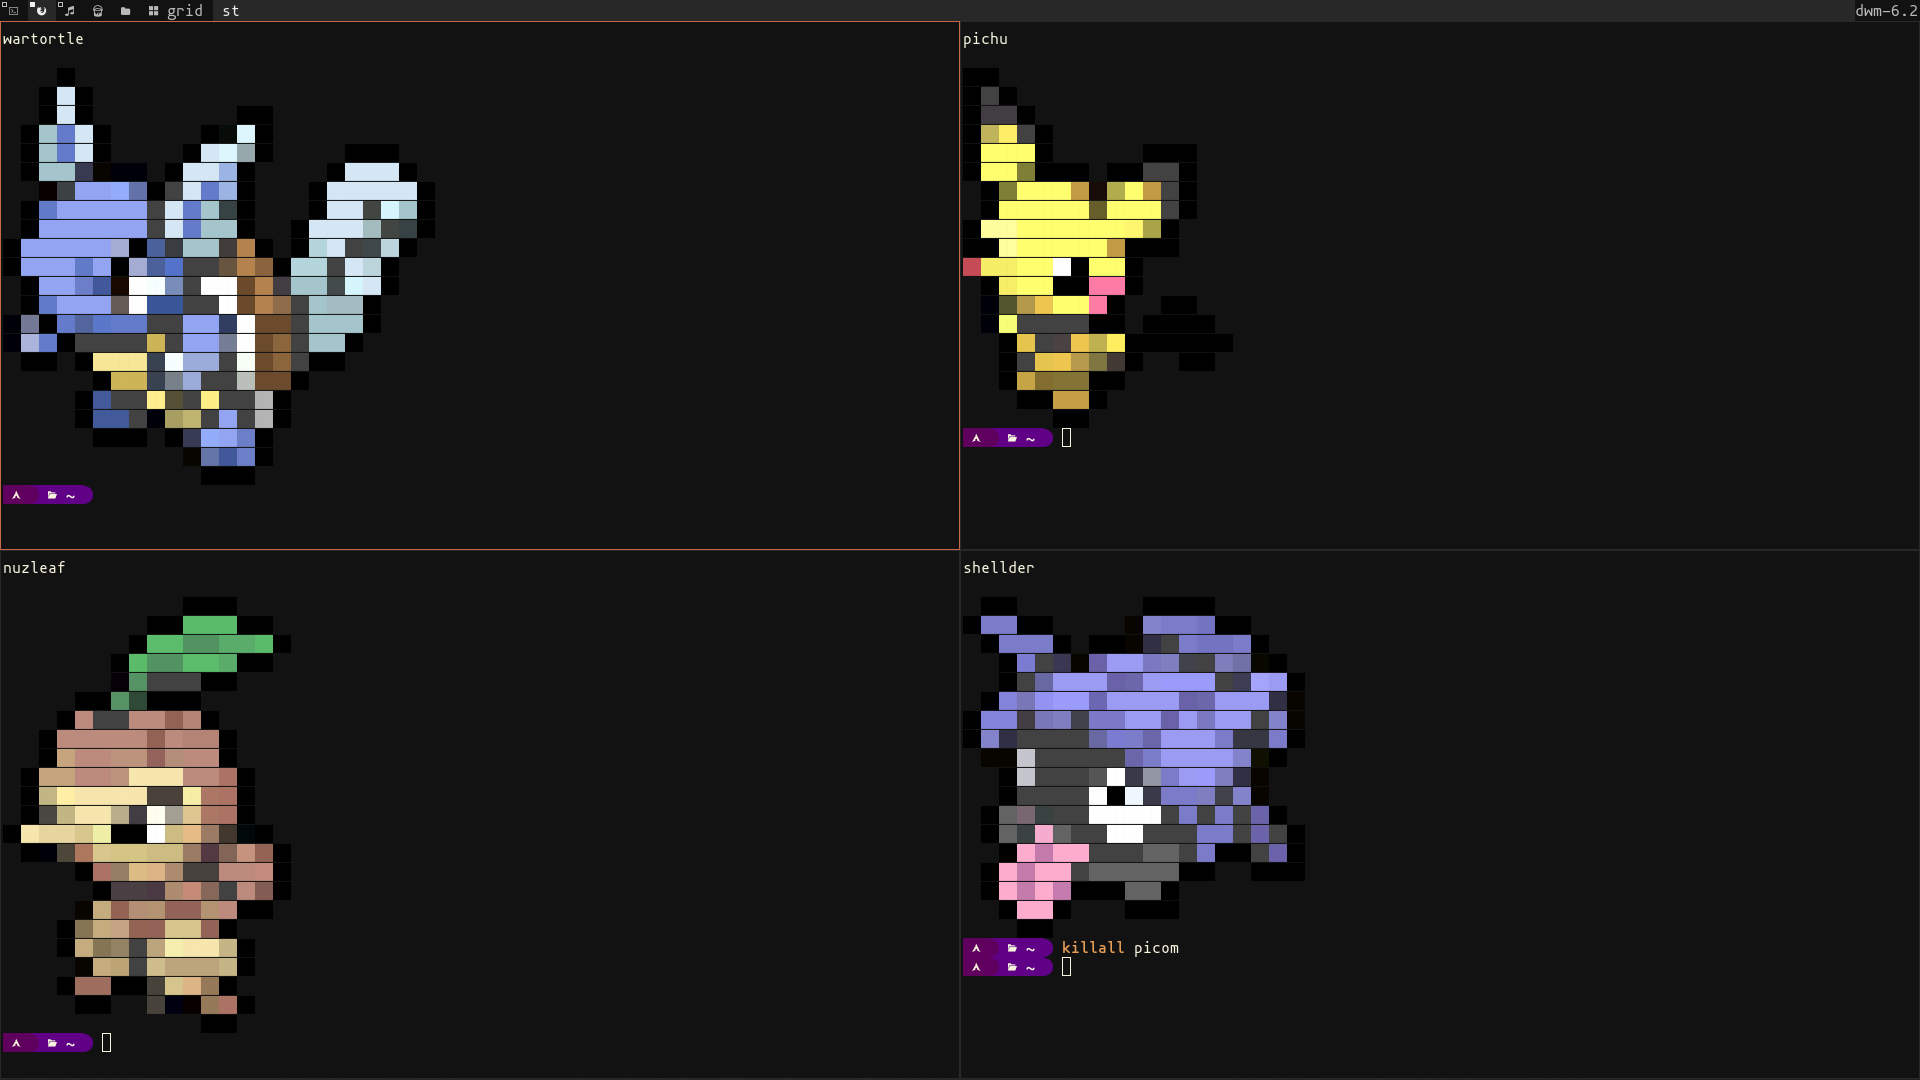 grid st dwm-6.2
wartortle
~
pichu
~
nuzleaf
~
shellder
~ killall picom
~